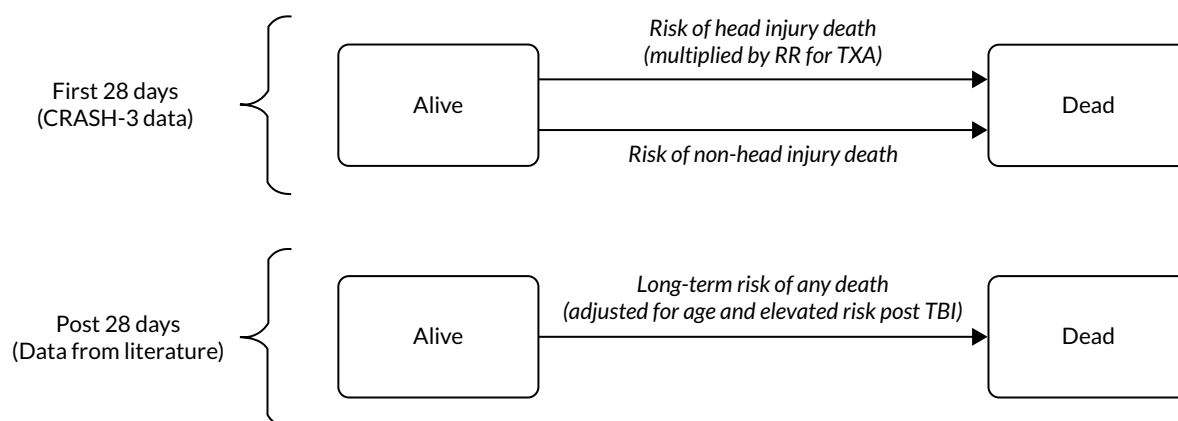 First 28 days
(CRASH-3 data)
Alive
Risk of head injury death
(multiplied by RR for TXA)
Risk of non-head injury death
Dead
Post 28 days
(Data from literature)
Alive
Long-term risk of any death
(adjusted for age and elevated risk post TBI)
Dead